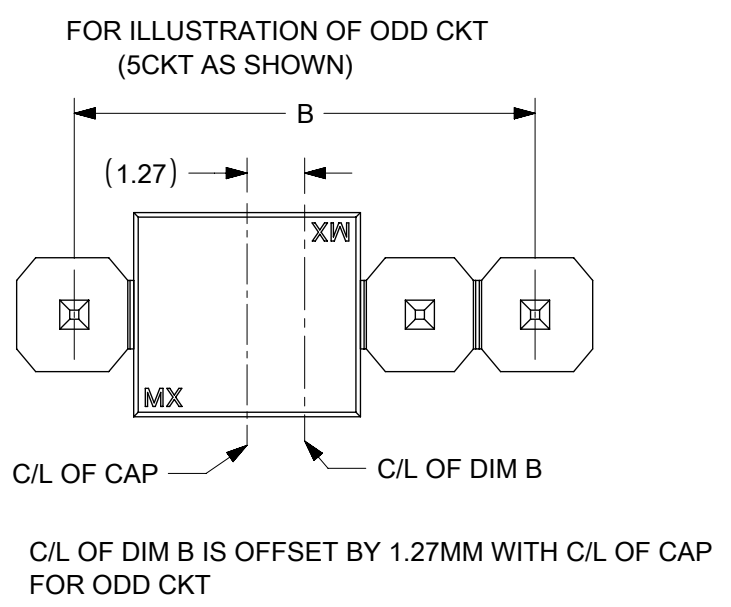 FOR ILLUSTRATION OF ODD CKT
(5CKT AS SHOWN)
B
(1.27)
MX
MX
C/L OF CAP
C/L OF DIM B
C/L OF DIM B IS OFFSET BY 1.27MM WITH C/L OF CAP
FOR ODD CKT